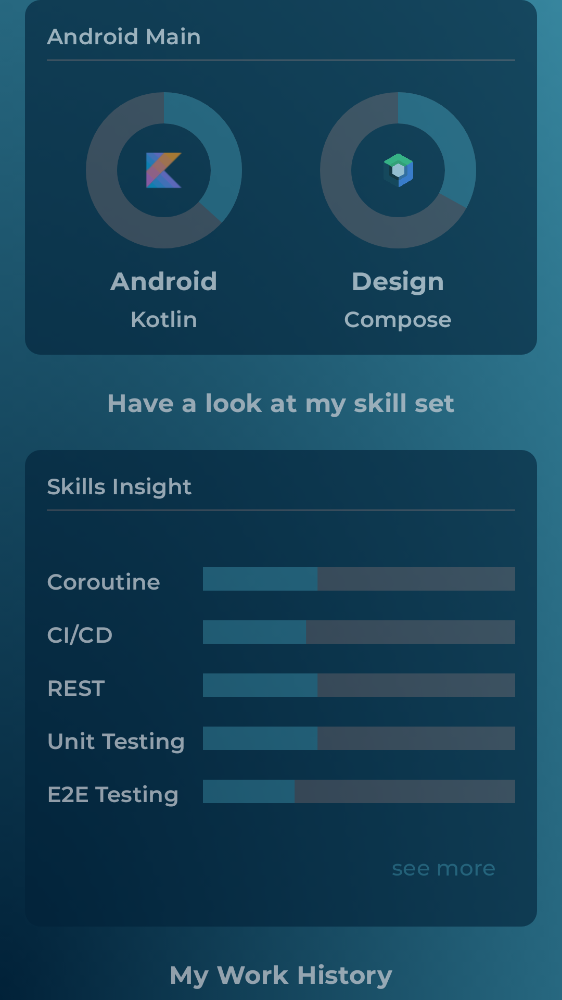 Android Main
Android
Design
Kotlin
Compose
Have a look at my skill set
Skills Insight
Coroutine
CI/CD
REST
Unit Testing
E2E Testing
see more
My Work History